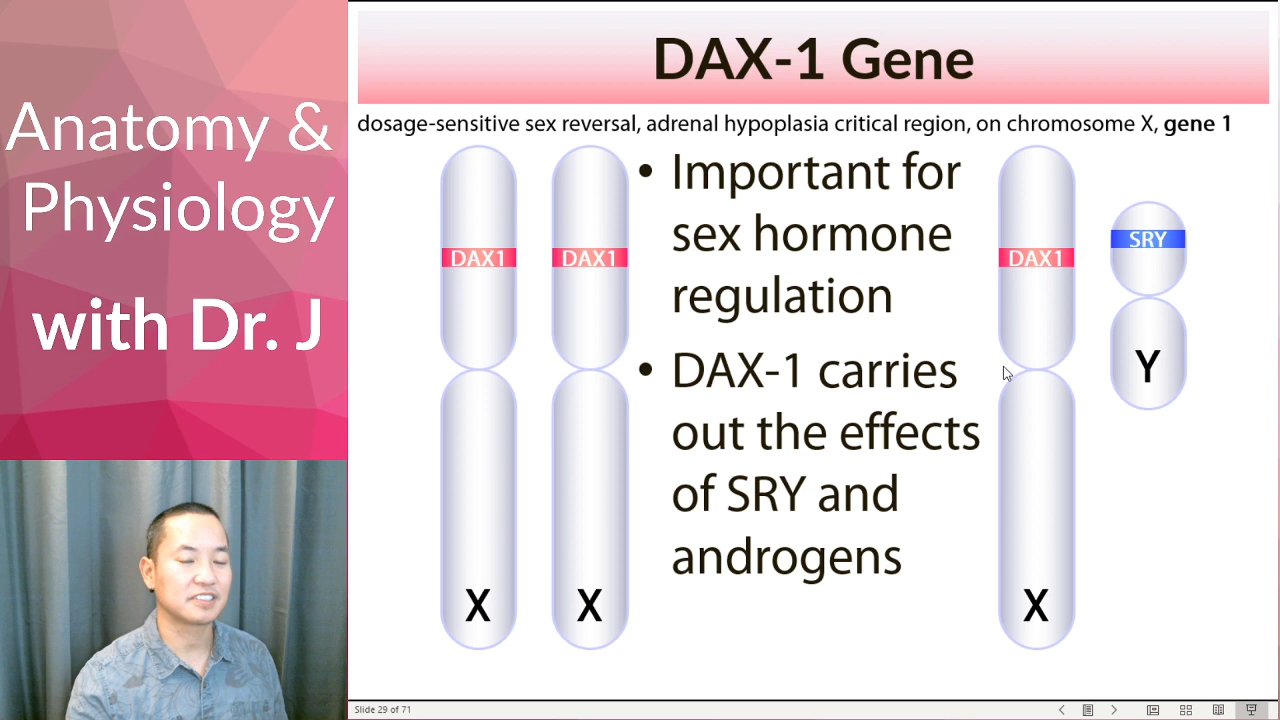 Anatomy &
Physiology
with Dr. J
DAX-1 Gene
dosage-sensitive sex reversal, adrenal hypoplasia critical region, on chromosome X, gene 1
• Important for
sex hormone
regulation
• DAX-1 carries
out the effects
of SRY and
androgens
DAX1
X
DAX1
X
DAX1
X
SRY
Y
Slide 29 of 71